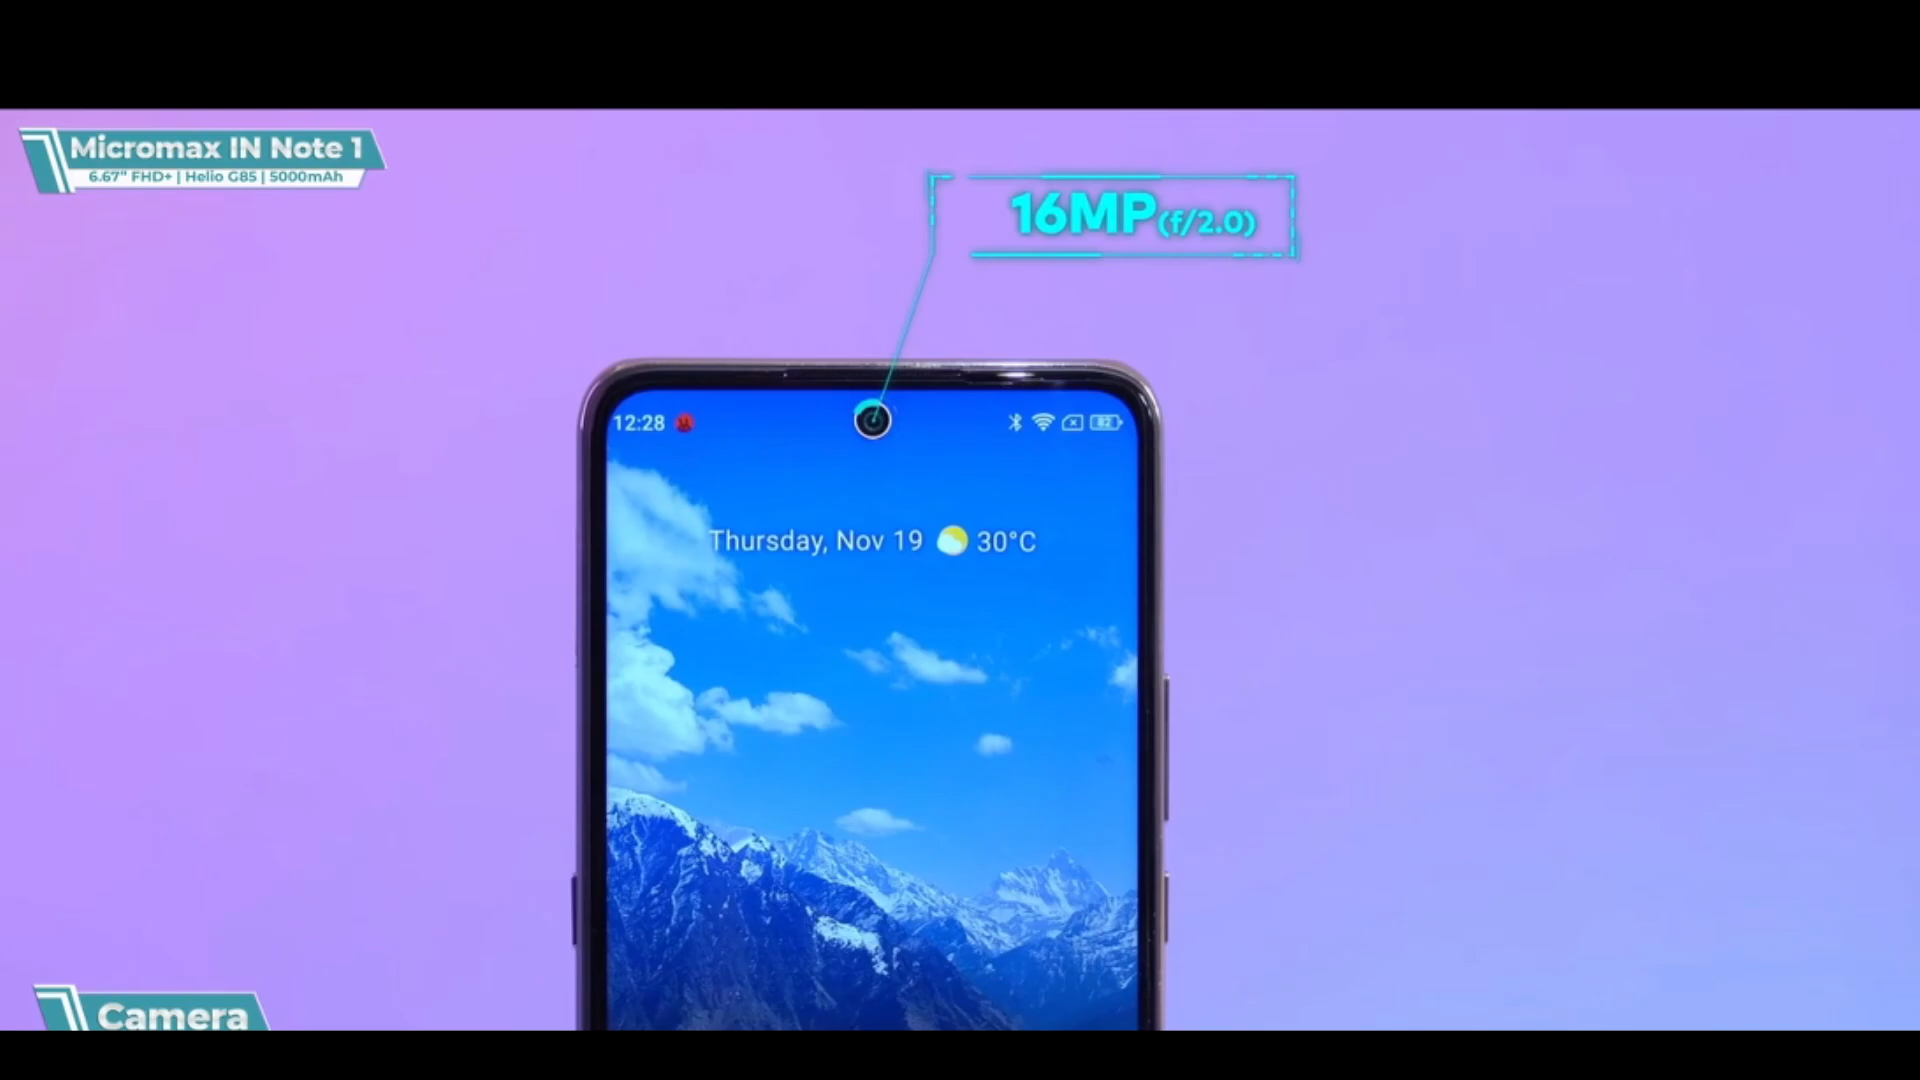 Micromax IN Note 1
6.67" FHD+ | Helio G85 | 5000mAh
16MP(f/2.0)
12:28
82
Thursday, Nov 19 30°C
Camera